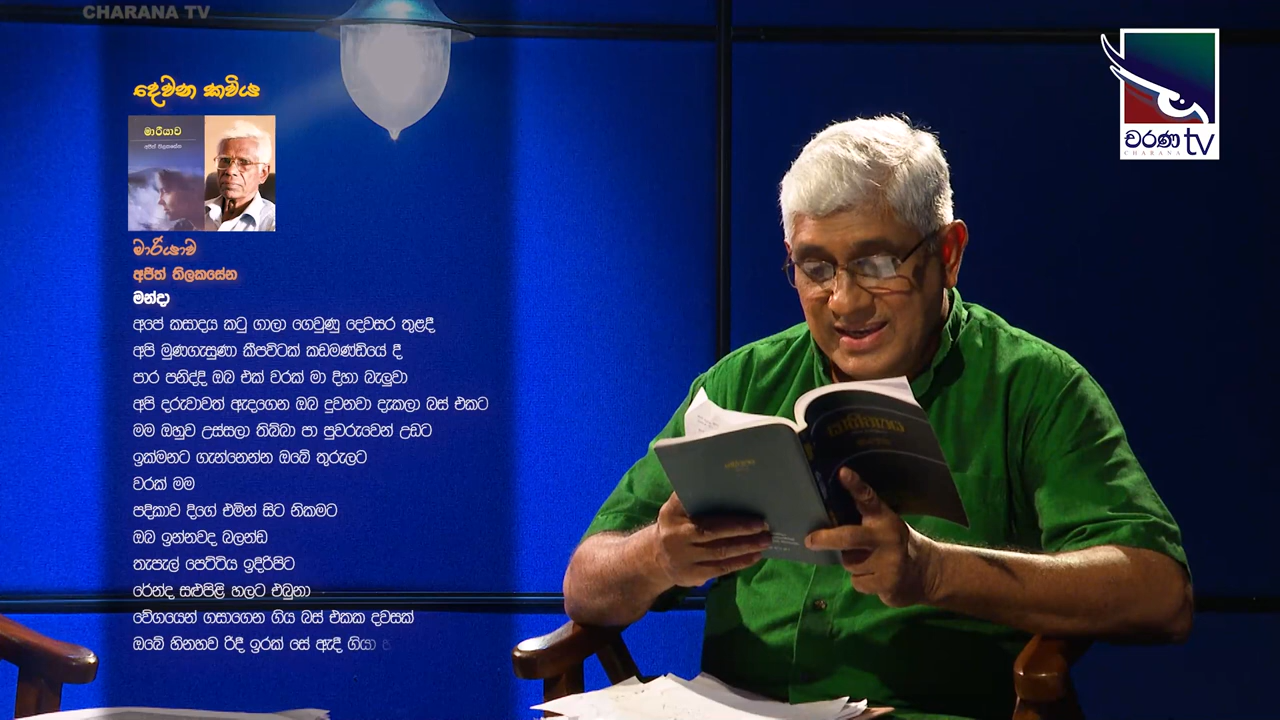 CHARANA TV
දෙවන කවිය
මාරියාව
අජිත් තිලකසේන
මාරියාව
අජිත් තිලකසේන
මන්දා
අපේ කසාදය කටු ගාලා ගෙවුණු දෙවසර තුළදී
අපි මුණගැසුණා කීපවිටක් කඩමණ්ඩියේ දී
පාර පනිද්දි ඔබ එක් වරක් මා දිහා බැලුවා
අපි දරුවාවත් ඇදගෙන ඔබ දුවනවා දැකලා බස් එකට
මම ඔහුව උස්සලා තිබ්බා පා පුවරුවෙන් උඩට
ඉක්මනට ගැන්නෙන්න ඔබේ තුරුලට
වරක් මම
පදිකාව දිගේ එමින් සිට නිකමට
ඔබ ඉන්නවද බලන්ඩ
තැපැල් පෙට්ටිය ඉදිරිපිට
රේන්ද සළුපිළි හලට එබුනා
වේගයෙන් ගසාගෙන ගිය බස් එකක දවසක්
ඔබේ හිනහව රිදී ඉරක් සේ ඇදී ගියා
චරණ tv
CHARANA